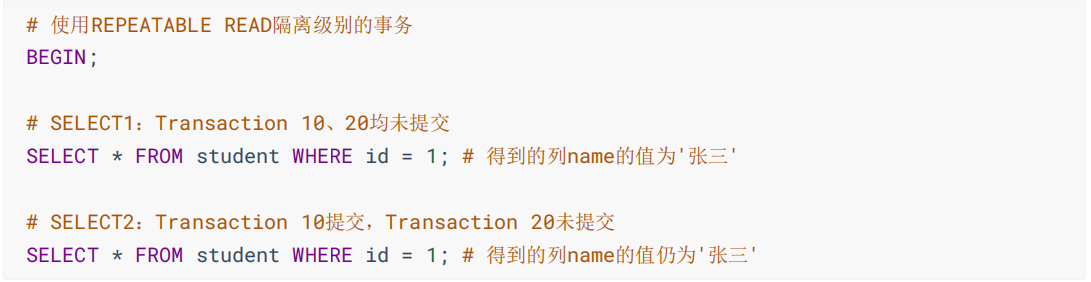 # 使用REPEATABLE READ隔离级别的事务
BEGIN;
# SELECT1：Transaction 10、20均未提交
SELECT * FROM student WHERE id = 1; # 得到的列name的值为'张三'
# SELECT2：Transaction 10提交，Transaction 20未提交
SELECT * FROM student WHERE id = 1; # 得到的列name的值仍为'张三'